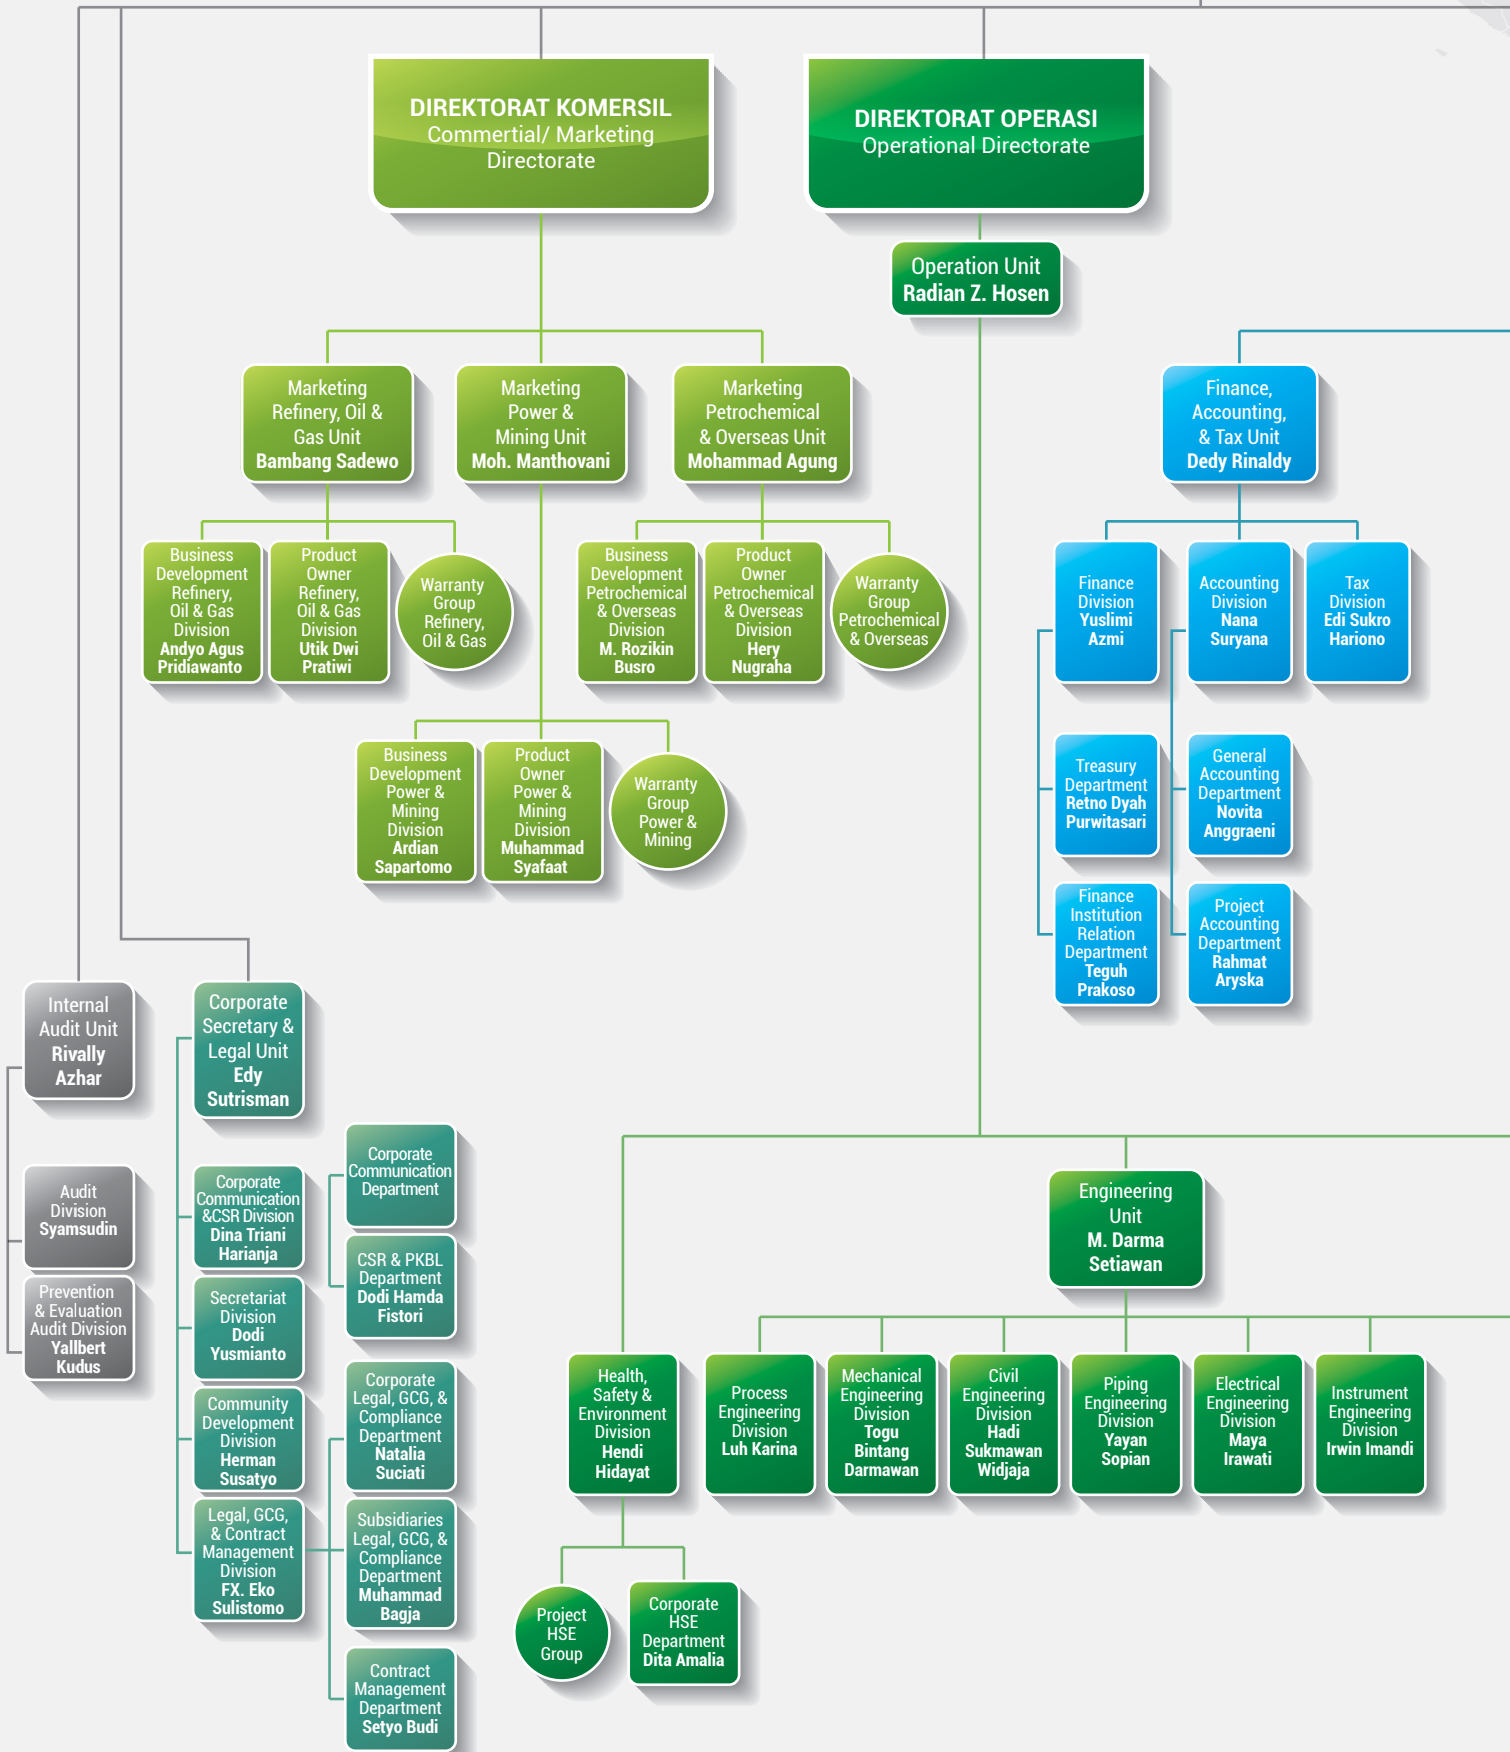 DIREKTORAT KOMERSIL
Commertial/ Marketing
Directorate
DIREKTORAT OPERASI
Operational Directorate
Operation Unit
Radian Z. Hosen
Marketing
Refinery, Oil &
Gas Unit
Bambang Sadewo
Marketing
Power &
Mining Unit
Moh. Manthovani
Marketing
Petrochemical
& Overseas Unit
Mohammad Agung
Finance,
Accounting,
& Tax Unit
Dedy Rinaldy
Business
Development
Refinery,
Oil & Gas
Division
Andyo Agus
Pridiawanto
Product
Owner
Refinery,
Oil & Gas
Division
Utik Dwi
Pratiwi
Warranty
Group
Refinery,
Oil & Gas
Business
Development
Petrochemical
& Overseas
Division
M. Rozikin
Busro
Product
Owner
Petrochemical
& Overseas
Division
Hery
Nugraha
Warranty
Group
Petrochemical
& Overseas
Finance
Division
Yuslimi
Azmi
Accounting
Division
Nana
Suryana
Tax
Division
Edi Sukro
Hariono
Business
Development
Power &
Mining
Division
Ardian
Sapartomo
Product
Owner
Power &
Mining
Division
Muhammad
Syafaat
Warranty
Group
Power &
Mining
Treasury
Department
Retno Dyah
Purwitasari
General
Accounting
Department
Novita
Anggraeni
Finance
Institution
Relation
Department
Teguh
Prakoso
Project
Accounting
Department
Rahmat
Aryska
Internal
Audit Unit
Rivally
Azhar
Corporate
Secretary &
Legal Unit
Edy
Sutrisman
Audit
Division
Syamsudin
Prevention
& Evaluation
Audit Division
Yallbert
Kudus
Corporate
Communication
&CSR Division
Dina Triani
Harianja
Corporate
Communication
Department
CSR & PKBL
Department
Dodi Hamda
Fistori
Secretariat
Division
Dodi
Yusmianto
Community
Development
Division
Herman
Susatyo
Legal, GCG,
& Contract
Management
Division
FX. Eko
Sulistomo
Corporate
Legal, GCG, &
Compliance
Department
Natalia
Suciati
Subsidiaries
Legal, GCG, &
Compliance
Department
Muhammad
Bagja
Contract
Management
Department
Setyo Budi
Engineering
Unit
M. Darma
Setiawan
Health,
Safety &
Environment
Division
Hendi
Hidayat
Process
Engineering
Division
Luh Karina
Mechanical
Engineering
Division
Togu
Bintang
Darmawan
Civil
Engineering
Division
Hadi
Sukmawan
Widjaja
Piping
Engineering
Division
Yayan
Sopian
Electrical
Engineering
Division
Maya
Irawati
Instrument
Engineering
Division
Irwin Imandi
Project
HSE
Group
Corporate
HSE
Department
Dita Amalia